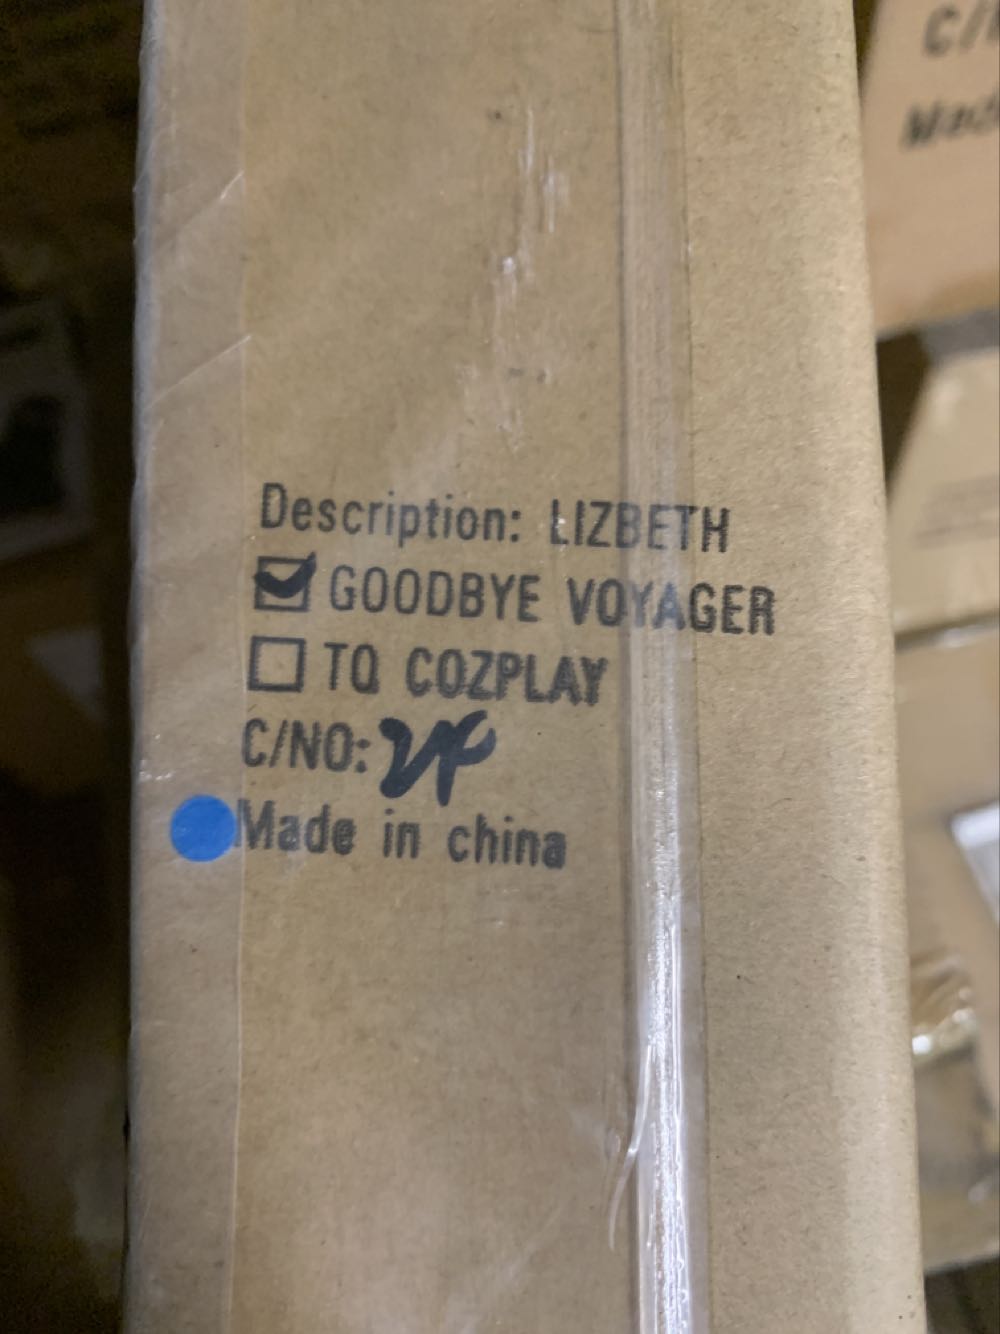 Description: LIZBETH
GOODBYE VOYAGER
TO COZPLAY
C/NO:
Made in china